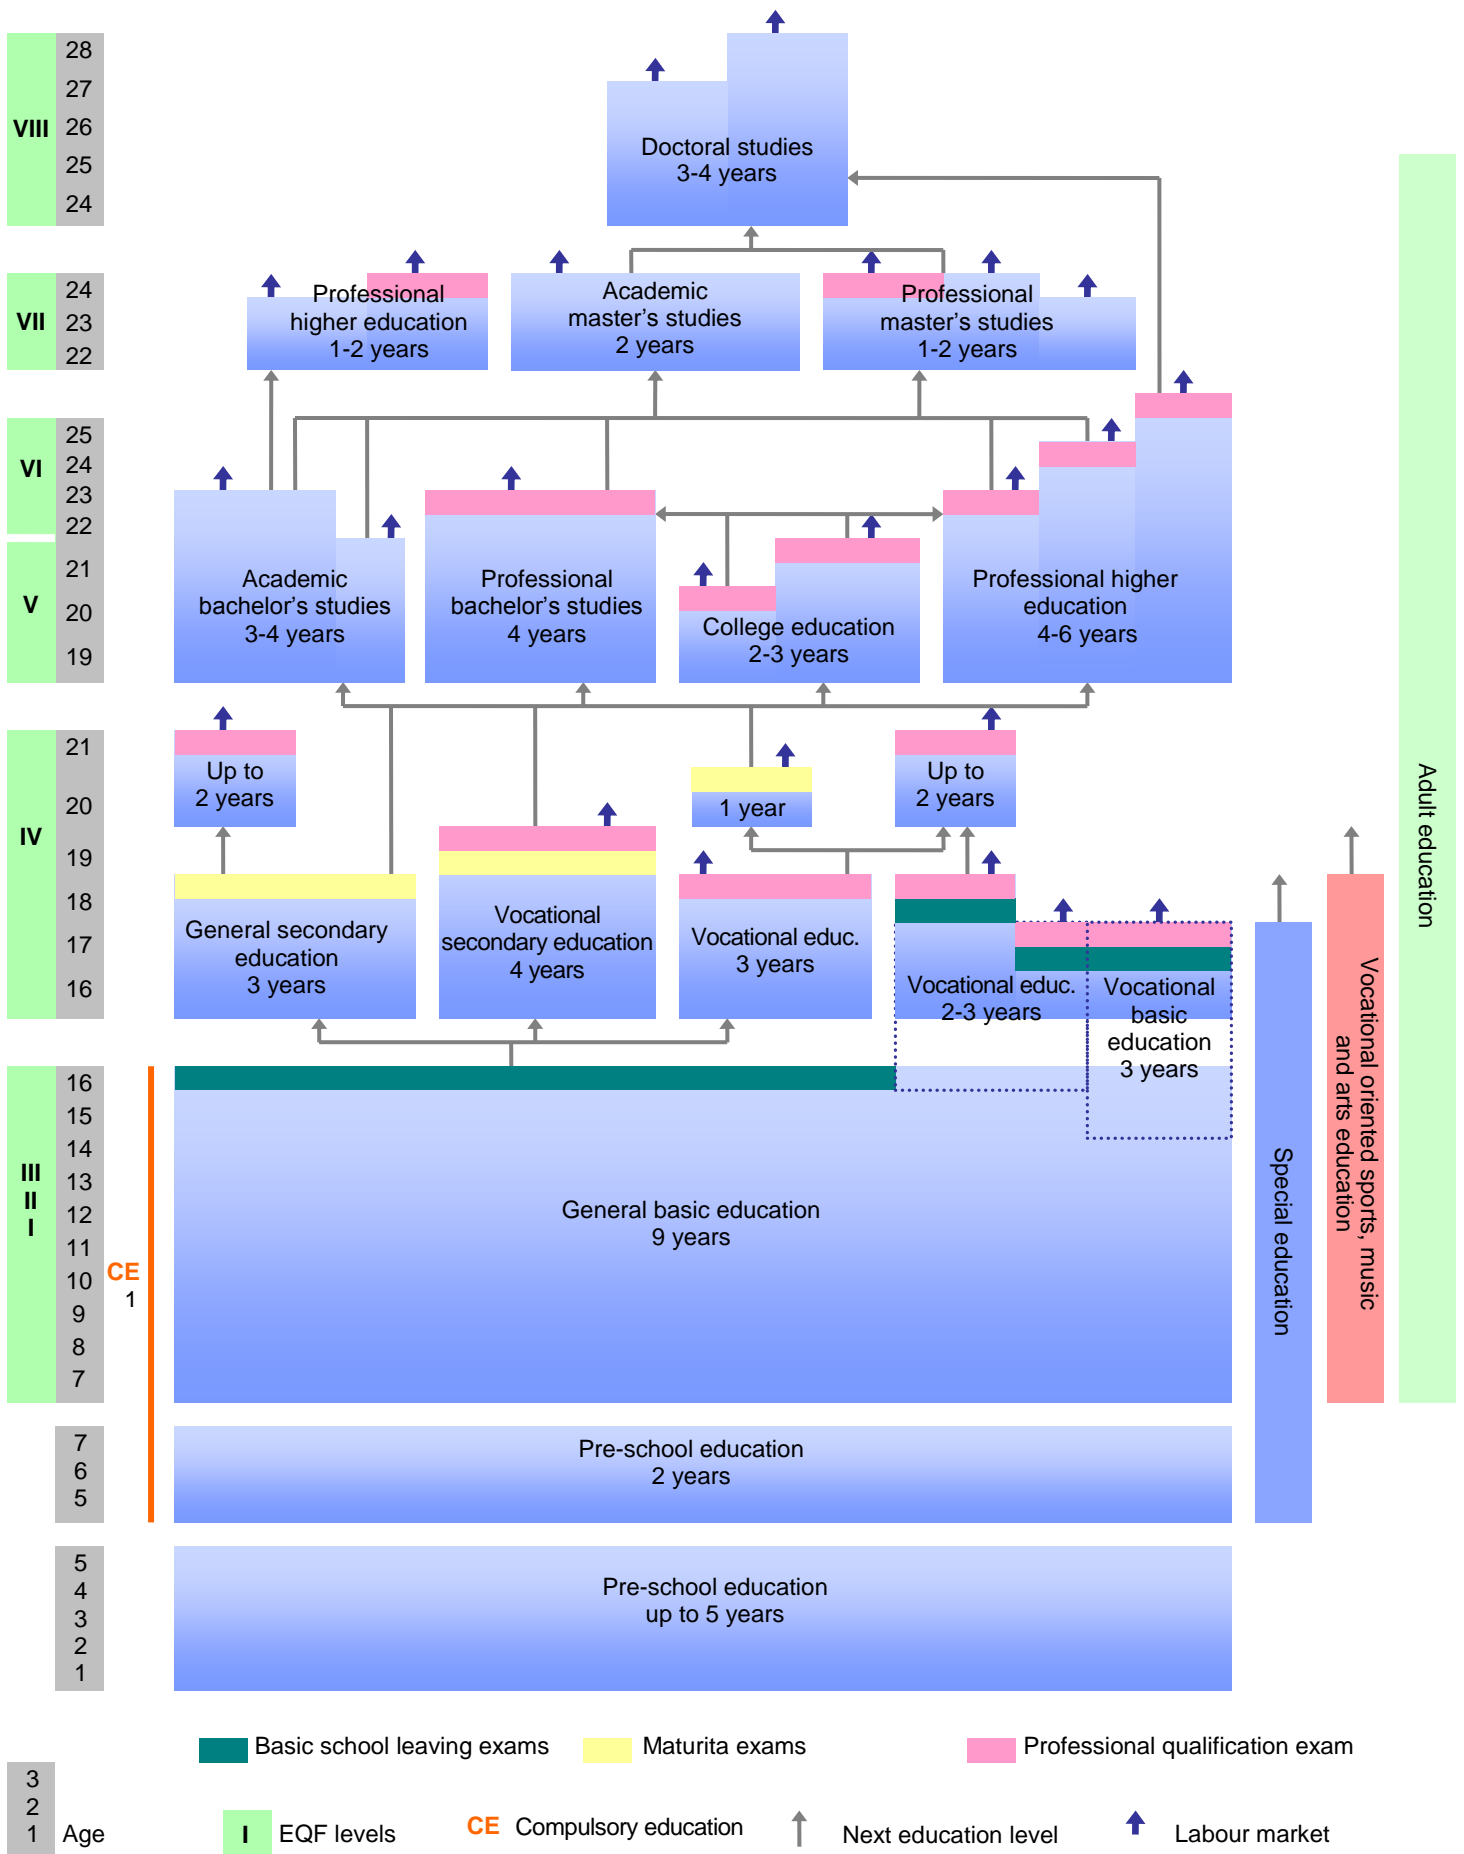 28
27
VIII
26
25
24
Doctoral studies
3-4 years
24
VII
23
22
Professional
higher education
1-2 years
Academic
master's studies
2 years
Professional
master's studies
1-2 years
25
VI
24
23
22
21
V
20
19
Academic
bachelor's studies
3-4 years
Professional
bachelor's studies
4 years
College education
2-3 years
Professional higher
education
4-6 years
21
20
IV
19
18
17
16
Up to
2 years
1 year
Up to
2 years
General secondary
education
3 years
Vocational
secondary education
4 years
Vocational educ.
3 years
Vocational educ.
2-3 years
Vocational
basic
education
3 years
16
15
14
III
13
II
12
I
11
10
9
8
7
CE
1
General basic education
9 years
7
6
5
Pre-school education
2 years
5
4
3
2
1
Pre-school education
up to 5 years
Special education
Vocational oriented sports, music
and arts education
Adult education
Basic school leaving exams
Maturita exams
Professional qualification exam
3
2
1 Age
I EQF levels
CE Compulsory education
Next education level
Labour market